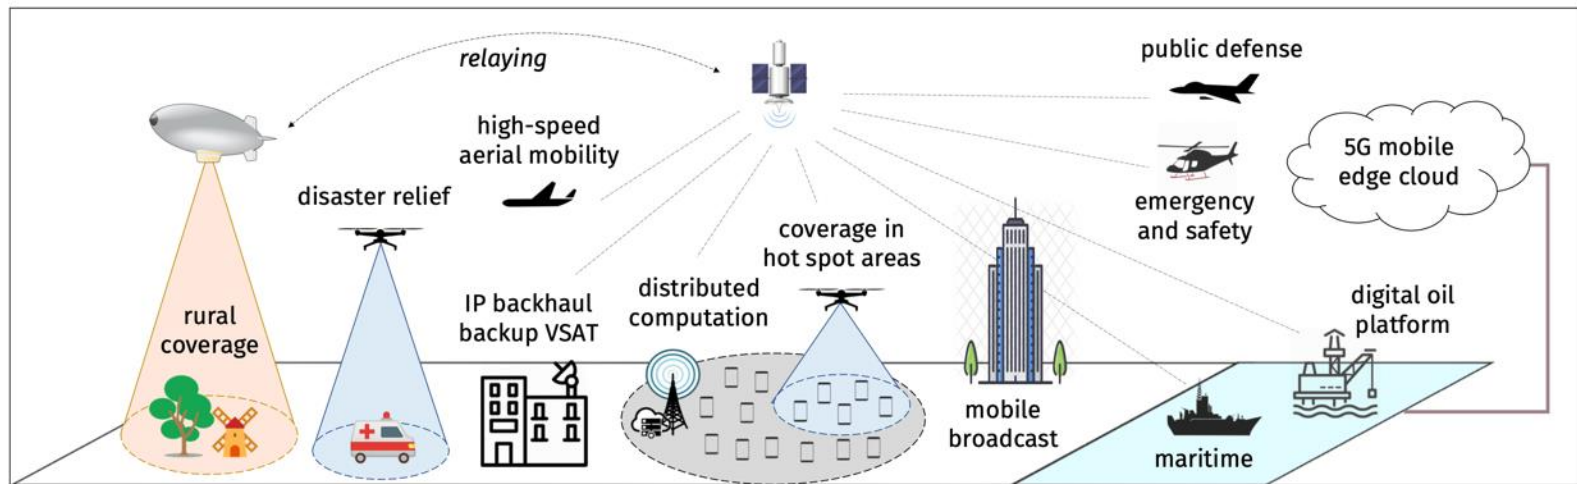 relaying
public defense
high-speed
aerial mobility
5G mobile
edge cloud
disaster relief
emergency
and safety
coverage in
hot spot areas
IP backhaul
backup VSAT
distributed
computation
digital oil
platform
rural
coverage
mobile
broadcast
maritime